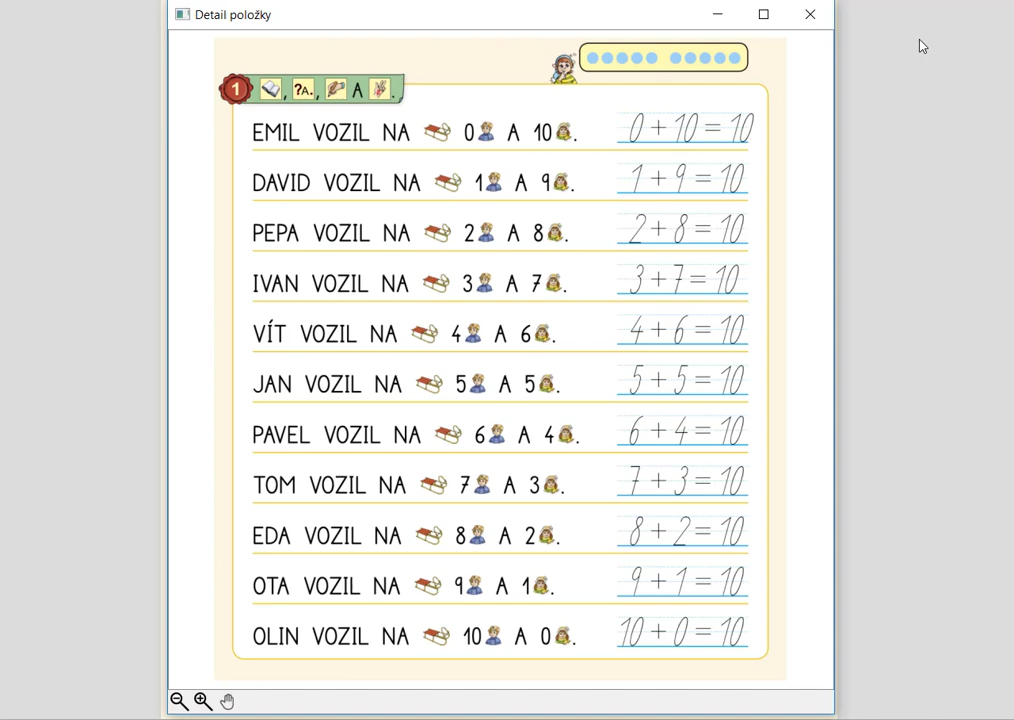 Detail položky
1 , ?A. , A .
EMIL VOZIL NA 0 A 10 . 0 + 10 = 10
DAVID VOZIL NA 1 A 9 . 1 + 9 = 10
PEPA VOZIL NA 2 A 8 . 2 + 8 = 10
IVAN VOZIL NA 3 A 7 . 3 + 7 = 10
VÍT VOZIL NA 4 A 6 . 4 + 6 = 10
JAN VOZIL NA 5 A 5 . 5 + 5 = 10
PAVEL VOZIL NA 6 A 4 . 6 + 4 = 10
TOM VOZIL NA 7 A 3 . 7 + 3 = 10
EDA VOZIL NA 8 A 2 . 8 + 2 = 10
OTA VOZIL NA 9 A 1 . 9 + 1 = 10
OLIN VOZIL NA 10 A 0 . 10 + 0 = 10